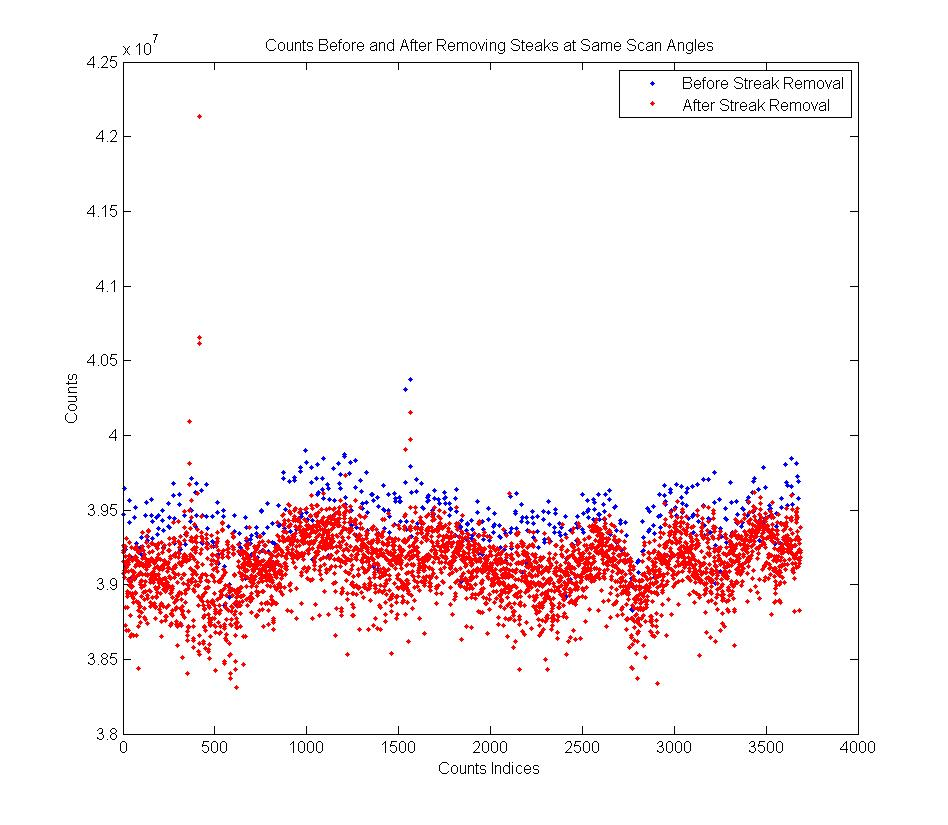 Counts Before and After Removing Steaks at Same Scan Angles
x 10^7
4.25
4.2
4.15
4.1
4.05
4
3.95
3.9
3.85
3.8
Counts
Before Streak Removal
After Streak Removal
0 500 1000 1500 2000 2500 3000 3500 4000
Counts Indices